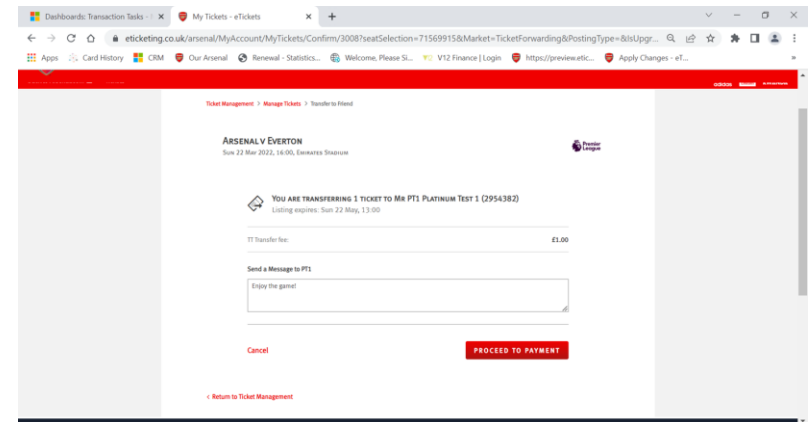 Dashboards: Transaction Tasks - 
My Tickets - eTickets
eticketing.co.uk/arsenal/MyAccount/MyTickets/Confirm/3008?seatSelection=71569915&Market=TicketForwarding&PostingType=&IsUpgr...
Apps
Card History
CRM
Our Arsenal
Renewal - Statistics...
Welcome, Please Si...
V12 Finance | Login
https://preview.etic...
Apply Changes - eT...
»
adidas
Ticket Management > Manage Tickets > Transfer to Friend
ARSENAL V EVERTON
SUN 22 MAY 2022, 16:00, EMIRATES STADIUM
Premier League
YOU ARE TRANSFERRING 1 TICKET TO MR PT1 PLATINUM TEST 1 (2954382)
Listing expires: Sun 22 May, 13:00
TT Transfer fee:
£1.00
Send a Message to PT1
Enjoy the game!
Cancel
PROCEED TO PAYMENT
< Return to Ticket Management